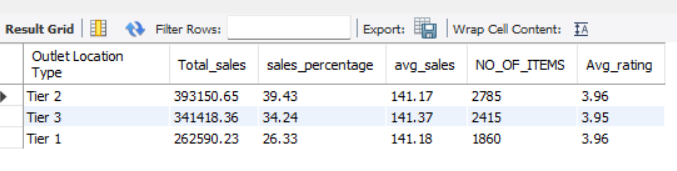 Result Grid Filter Rows: Export: Wrap Cell Content: IA
Outlet Location Type Total_sales sales_percentage avg_sales NO_OF_ITEMS Avg_rating
Tier 2 393150.65 39.43 141.17 2785 3.96
Tier 3 341418.36 34.24 141.37 2415 3.95
Tier 1 262590.23 26.33 141.18 1860 3.96